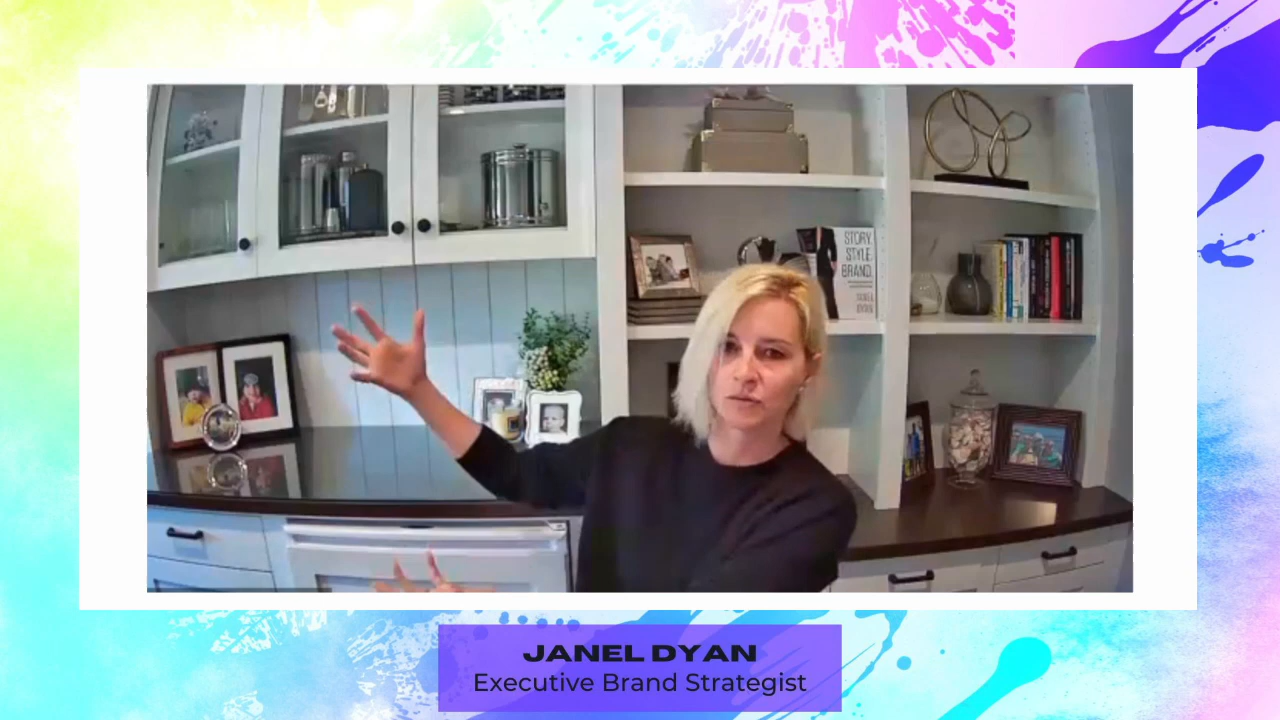 STORY.
STYLE.
BRAND.
JANEL DYAN
Executive Brand Strategist